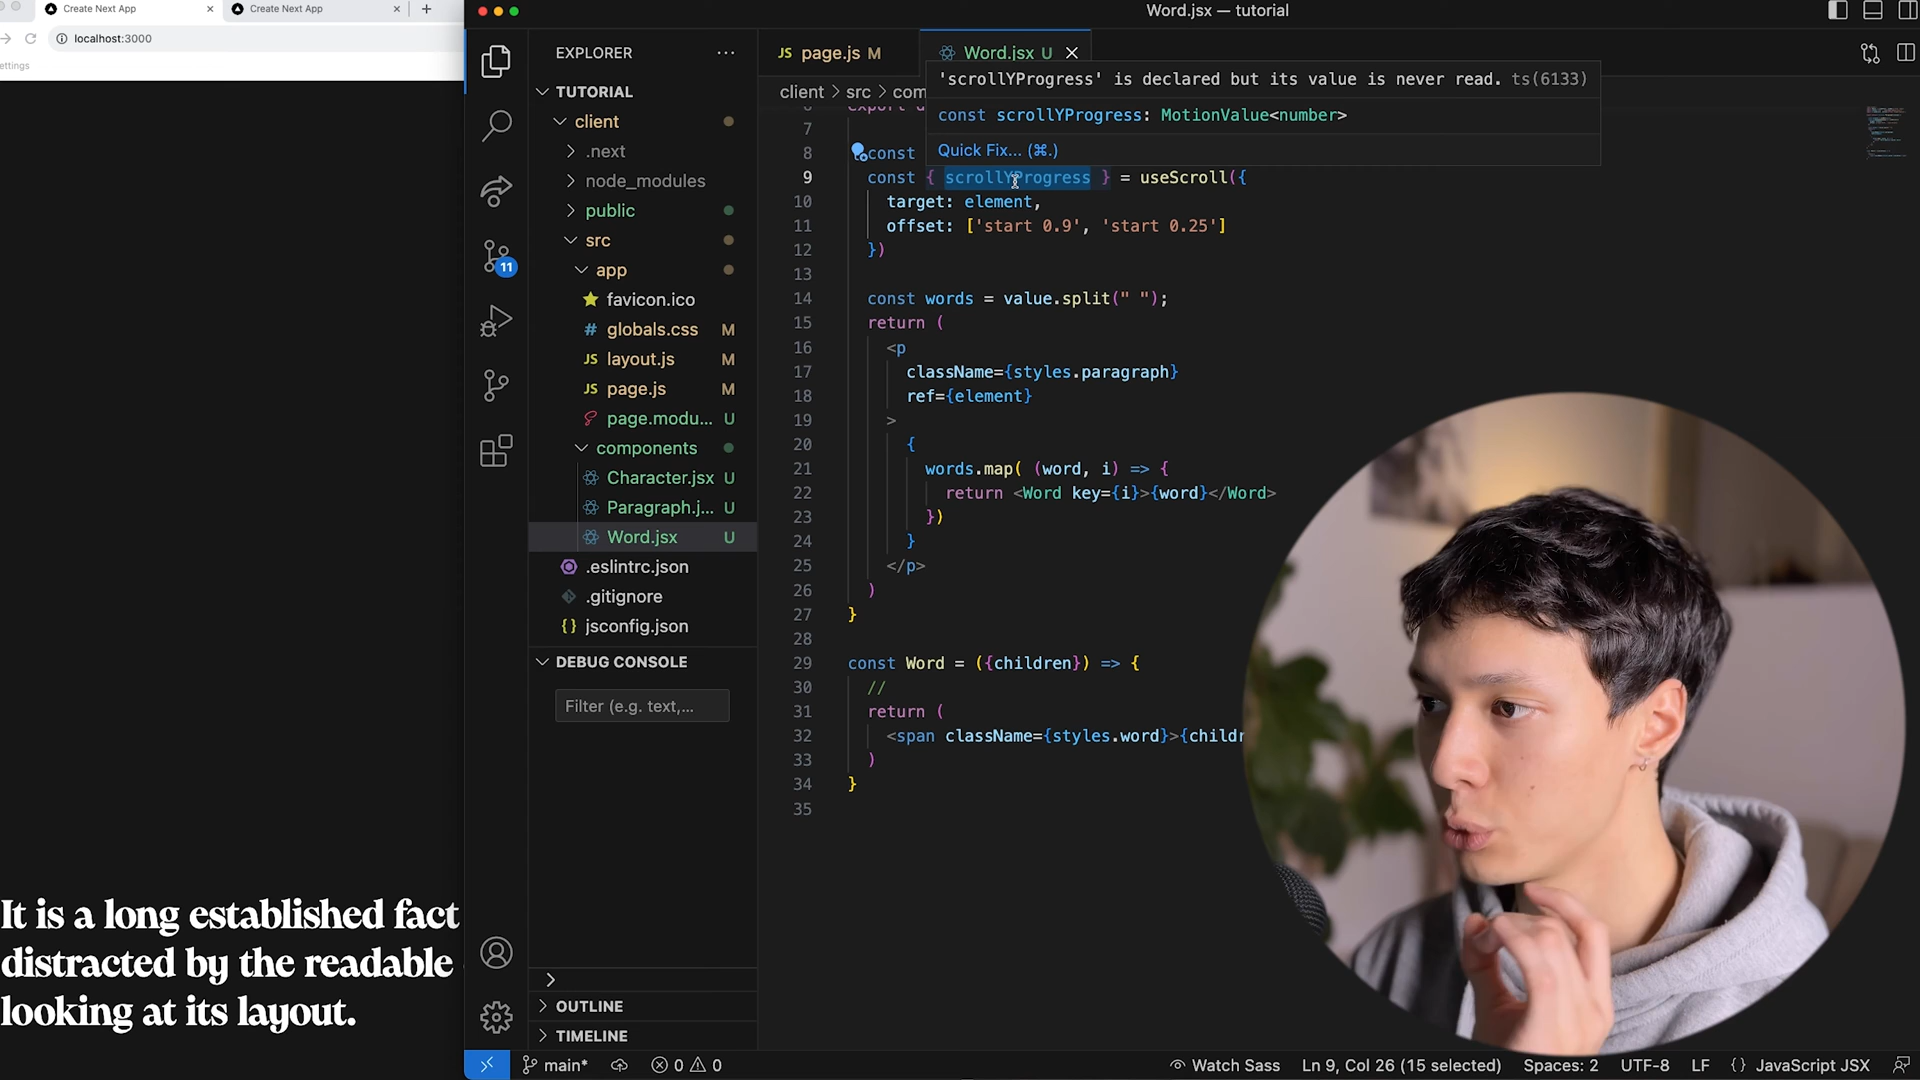 Create Next App
Create Next App
localhost:3000
ettings
It is a long established fact
distracted by the readable
looking at its layout.
Word.jsx — tutorial
EXPLORER
TUTORIAL
client
.next
node_modules
public
src
app
favicon.ico
globals.css M
layout.js M
page.js M
page.modu... U
components
Character.jsx U
Paragraph.j... U
Word.jsx U
.eslintrc.json
.gitignore
jsconfig.json
DEBUG CONSOLE
Filter (e.g. text,...
OUTLINE
TIMELINE
11
JS page.js M
Word.jsx U
client > src > com
'scrollYProgress' is declared but its value is never read. ts(6133)
const scrollYProgress: MotionValue<number>
Quick Fix... (⌘.)
7
8 const
9 const { scrollYProgress } = useScroll({
10 target: element,
11 offset: ['start 0.9', 'start 0.25']
12 })
13
14 const words = value.split(" ");
15 return (
16 <p
17 className={styles.paragraph}
18 ref={element}
19 >
20 {
21 words.map( (word, i) => {
22 return <Word key={i}>{word}</Word>
23 })
24 }
25 </p>
26 )
27 }
28
29 const Word = ({children}) => {
30 //
31 return (
32 <span className={styles.word}>{childr
33 )
34 }
35
main* 0 0 Watch Sass Ln 9, Col 26 (15 selected) Spaces: 2 UTF-8 LF {} JavaScript JSX